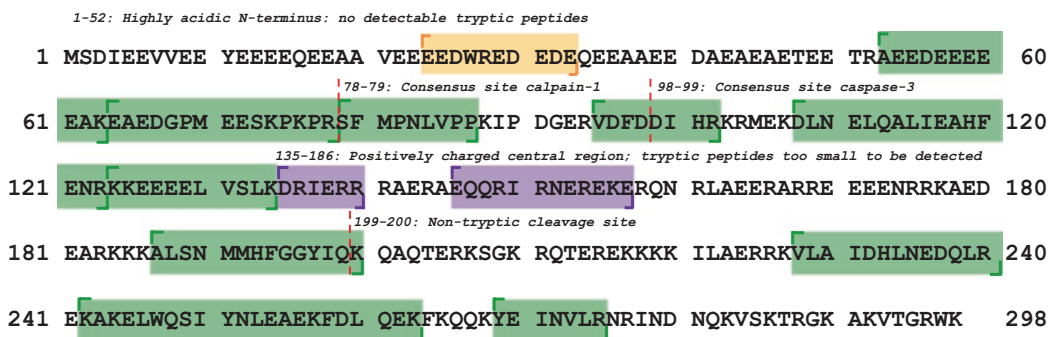 1-52: Highly acidic N-terminus: no detectable tryptic peptides
1 MSDIEEVVEE YEEEEQEEAA VEEEEDWRED EDEQEEAAEE DAEAEAETEE TRAEEDEEEE 60
78-79: Consensus site calpain-1 98-99: Consensus site caspase-3
61 EAKEAEDGPM EESKPKPRSF MPNLVPPKIP DGERVDFDDI HRKRMEKDLN ELQALIEAHF 120
135-186: Positively charged central region; tryptic peptides too small to be detected
121 ENRKKEEEEL VSLKDRIERR RAERAEQQRI RNEREKERQN RLAEERARRE EEENRRKAED 180
199-200: Non-tryptic cleavage site
181 EARKKKALSN MMHFGGYIQK QAQTERKSGK RQTEREKKKK ILAERRKVLA IDHLNEDQLR 240
241 EKAKELWQSI YNLEAEKFDL QEKFKQQKYE INVLRNRIND NQKVSKTRGK AKVTGRWK 298